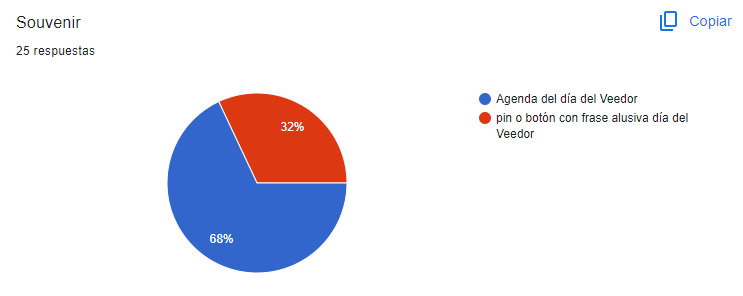 Souvenir
Copiar
25 respuestas
Agenda del día del Veedor
pin o botón con frase alusiva día del
Veedor
32%
68%